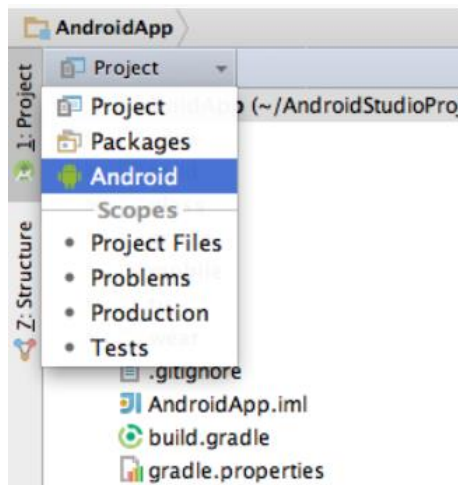 AndroidApp
1: Project
Project
Project
(~/AndroidStudioProj
Packages
Android
Scopes
Project Files
Problems
Production
Tests
Z: Structure
.gitignore
AndroidApp.iml
build.gradle
gradle.properties